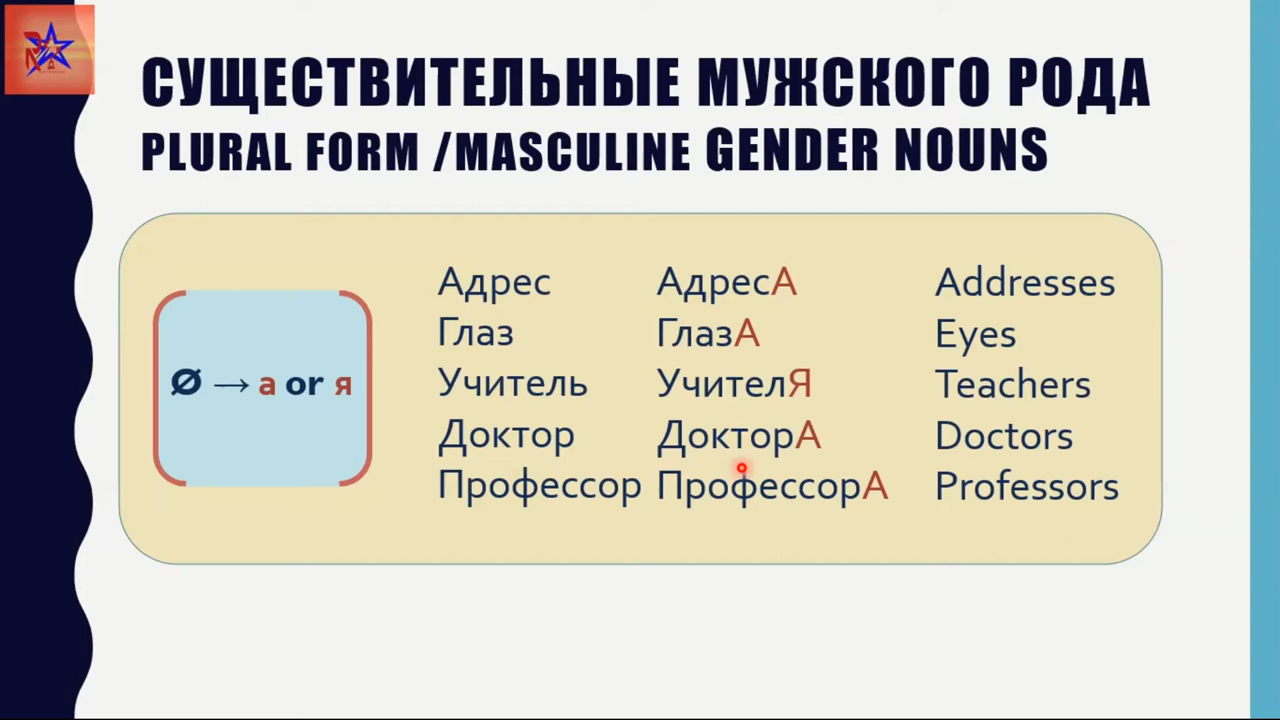 СУЩЕСТВИТЕЛЬНЫЕ МУЖСКОГО РОДА
PLURAL FORM /MASCULINE GENDER NOUNS
Ø → а or я
Адрес АдресА Addresses
Глаз ГлазА Eyes
Учитель УчителЯ Teachers
Доктор ДокторА Doctors
Профессор ПрофессорА Professors